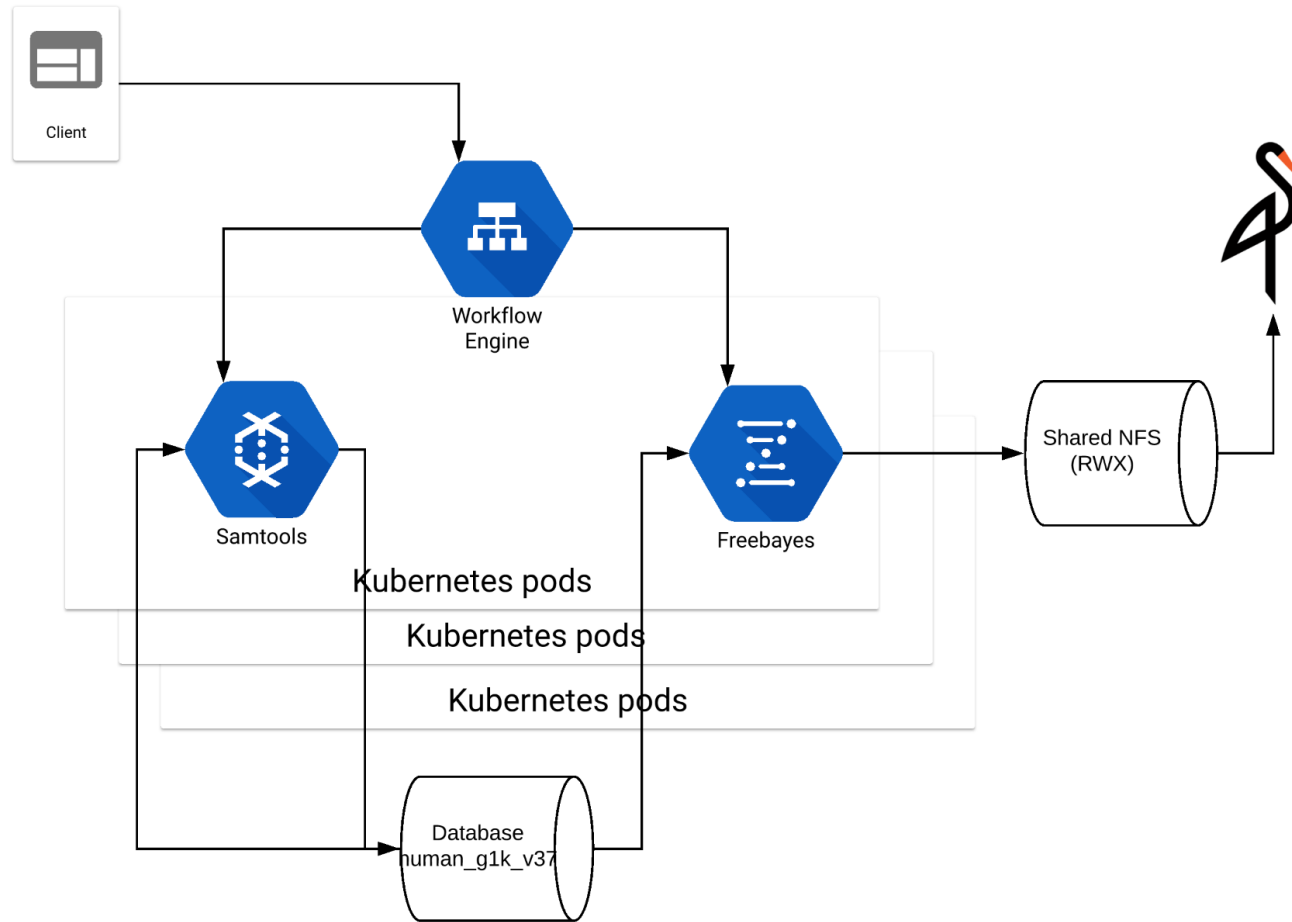 Client
Workflow
Engine
Samtools
Freebayes
Shared NFS
(RWX)
Kubernetes pods
Kubernetes pods
Kubernetes pods
Database
human_g1k_v37